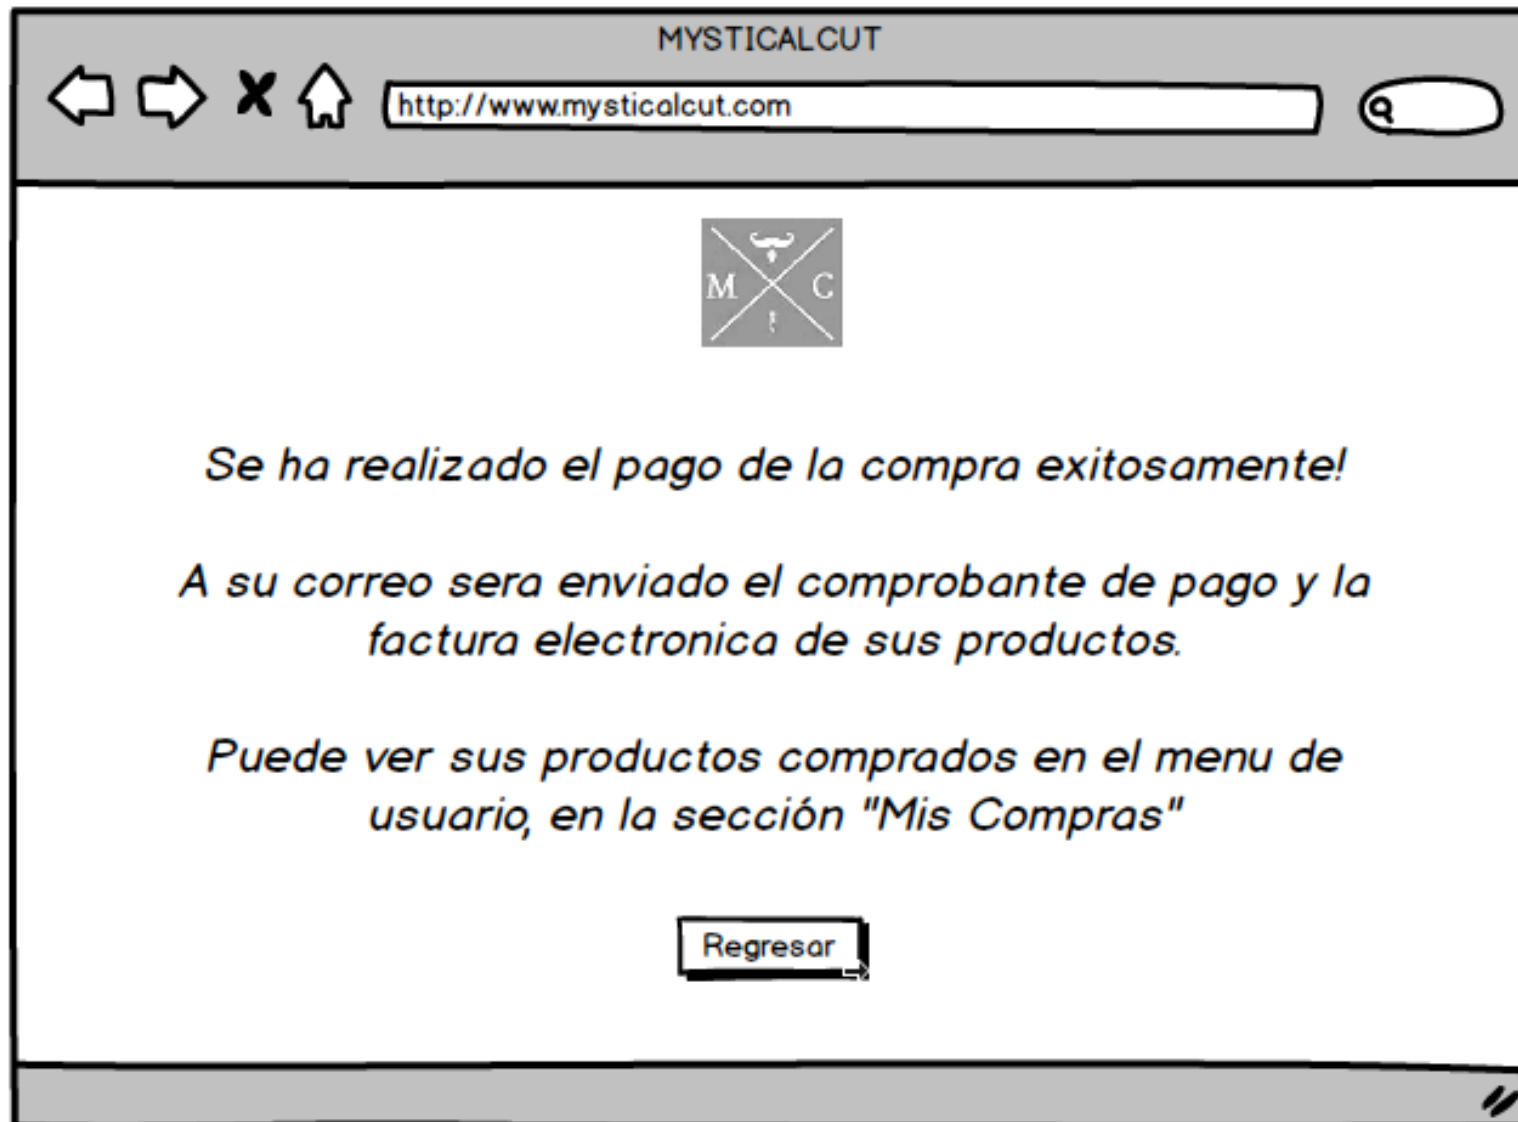 MYSTICALCUT
http://www.mysticalcut.com
M C
Se ha realizado el pago de la compra exitosamente!
A su correo sera enviado el comprobante de pago y la
factura electronica de sus productos.
Puede ver sus productos comprados en el menu de
usuario, en la sección "Mis Compras"
Regresar